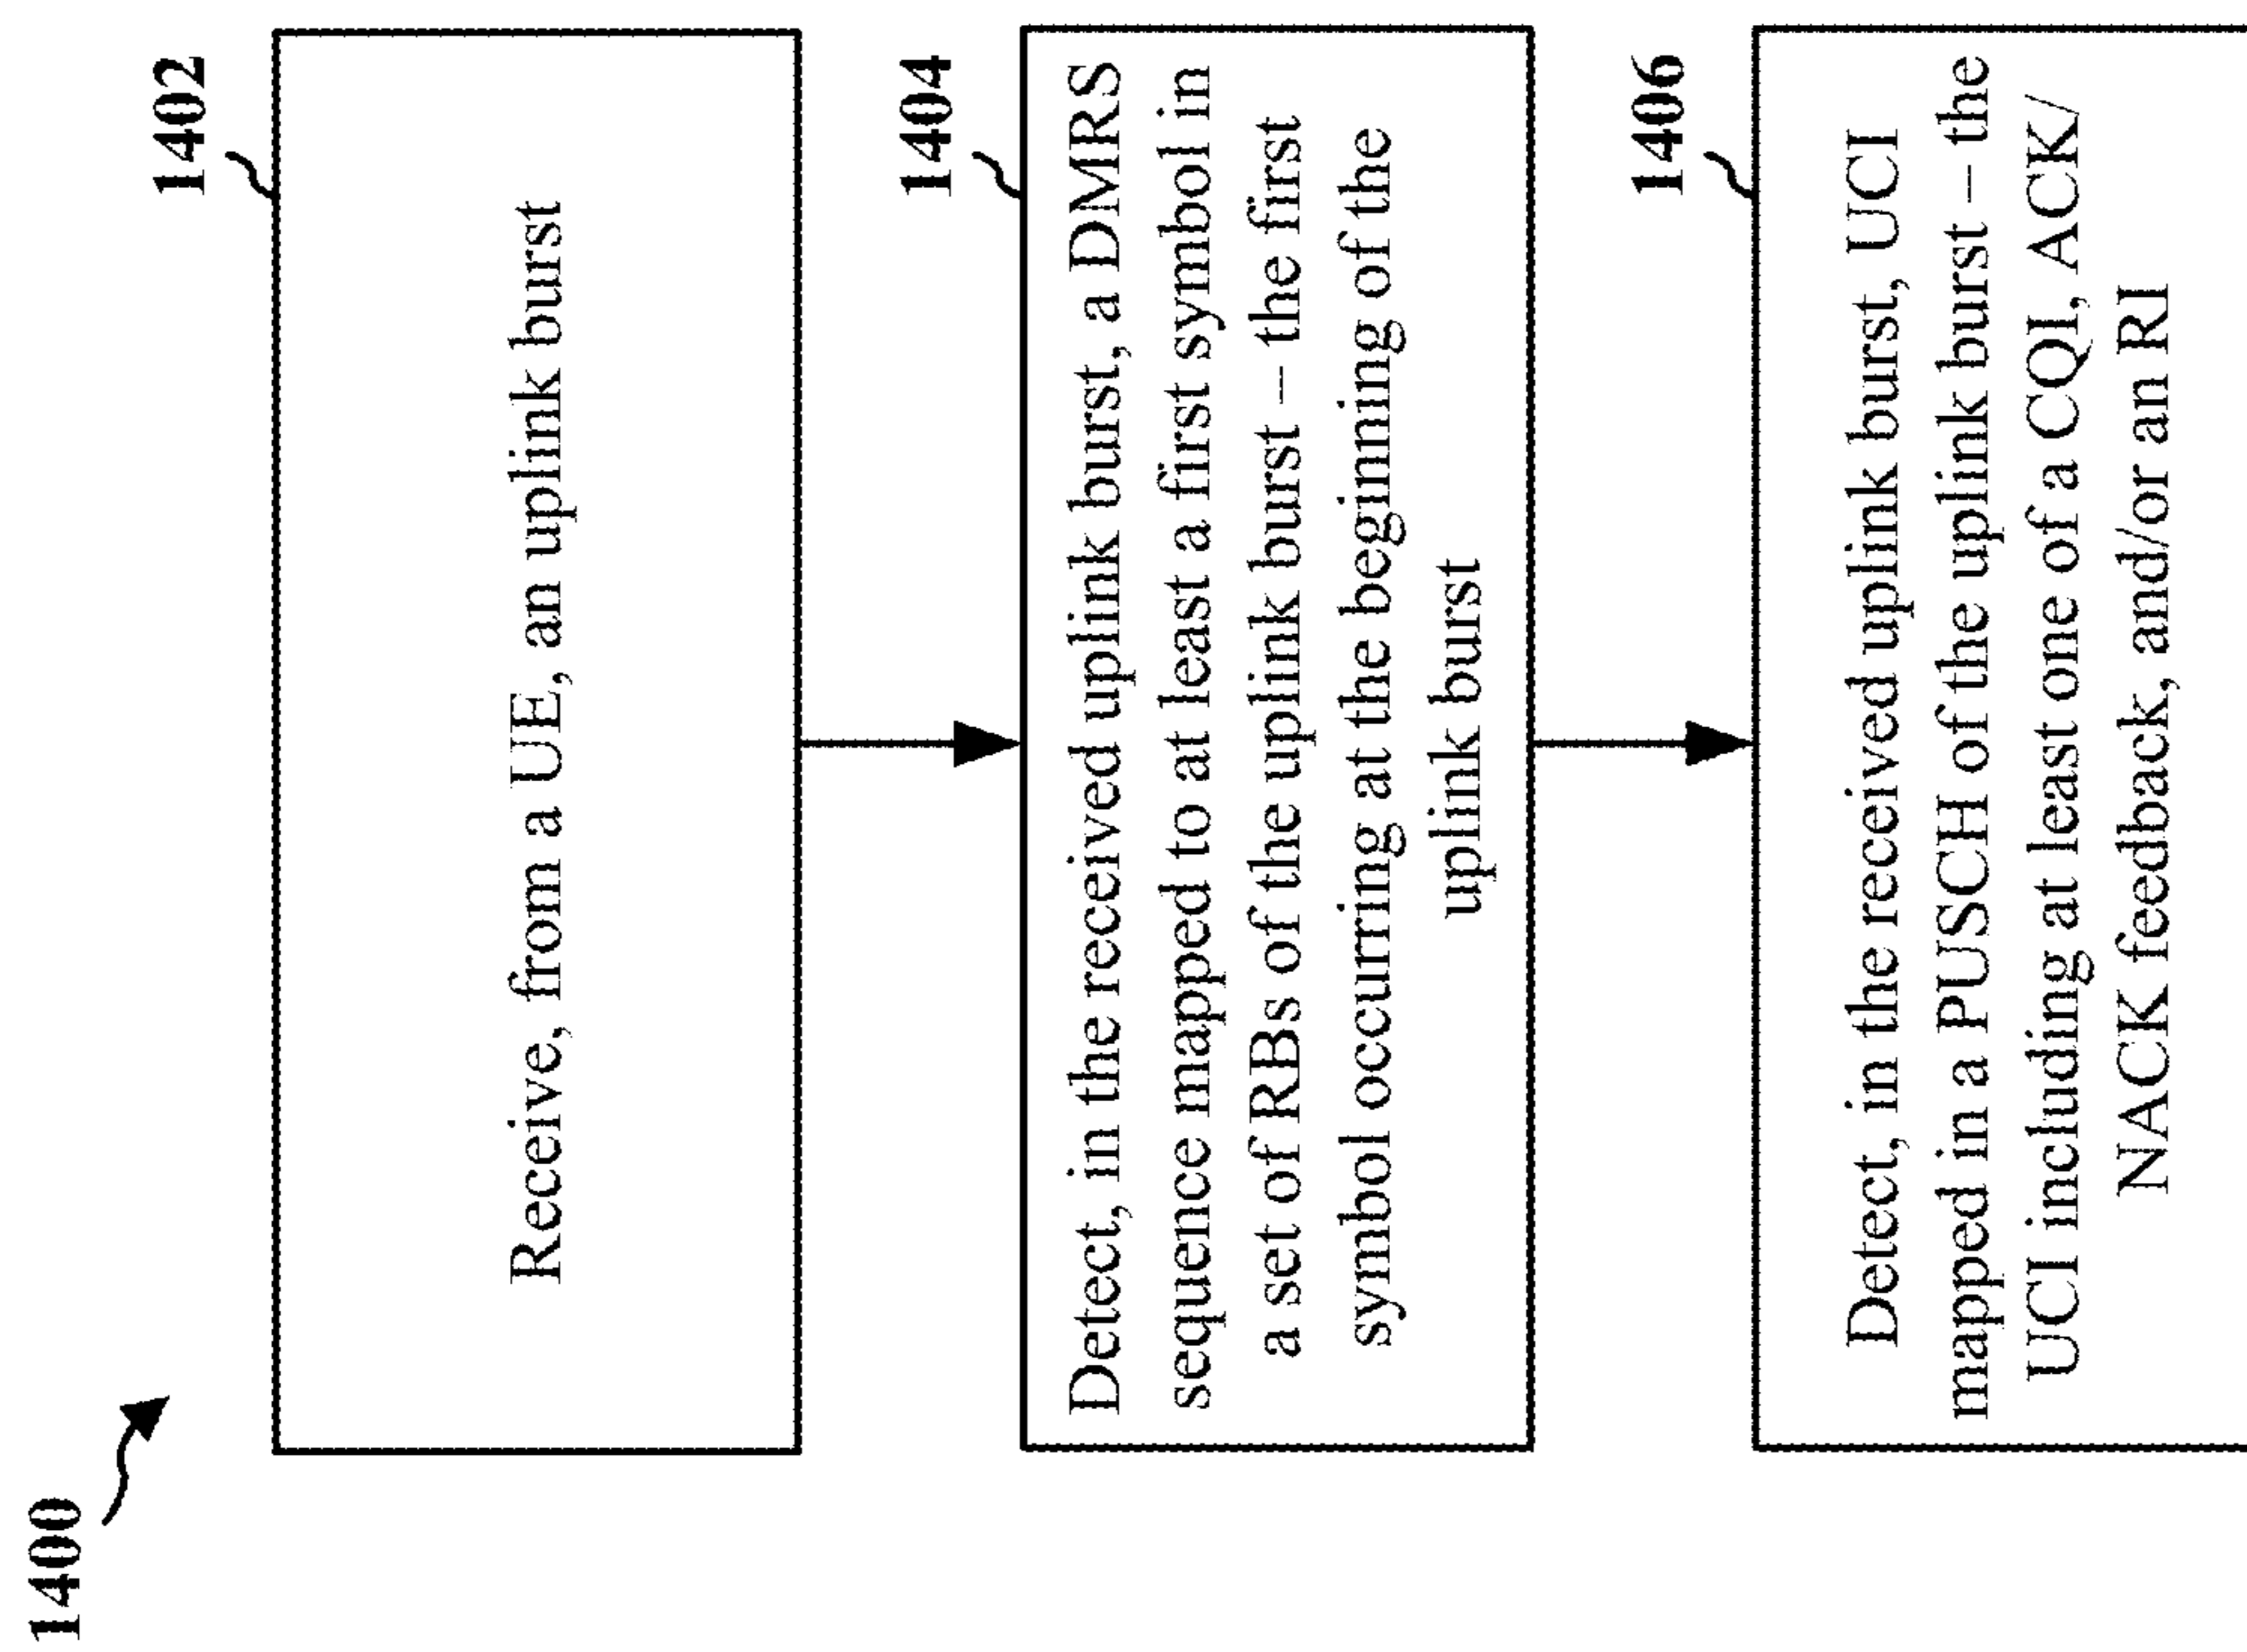 1400
1402
Receive, from a UE, an uplink burst
1404
Detect, in the received uplink burst, a DMRS
sequence mapped to at least a first symbol in
a set of RBs of the uplink burst – the first
symbol occurring at the beginning of the
uplink burst
1406
Detect, in the received uplink burst, UCI
mapped in a PUSCH of the uplink burst – the
UCI including at least one of a CQI, ACK/
NACK feedback, and/or an RI